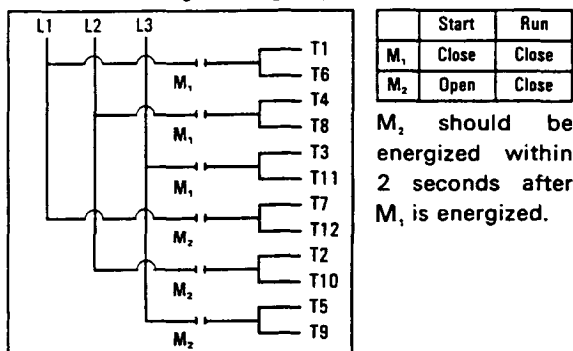 L1 L2 L3
T1
T6
M₁
T4
T8
M₁
T3
T11
M₁
T7
T12
M₂
T2
T10
M₂
T5
T9
M₂
Start Run
M₁ Close Close
M₂ Open Close
M₂ should be
energized within
2 seconds after
M₁ is energized.